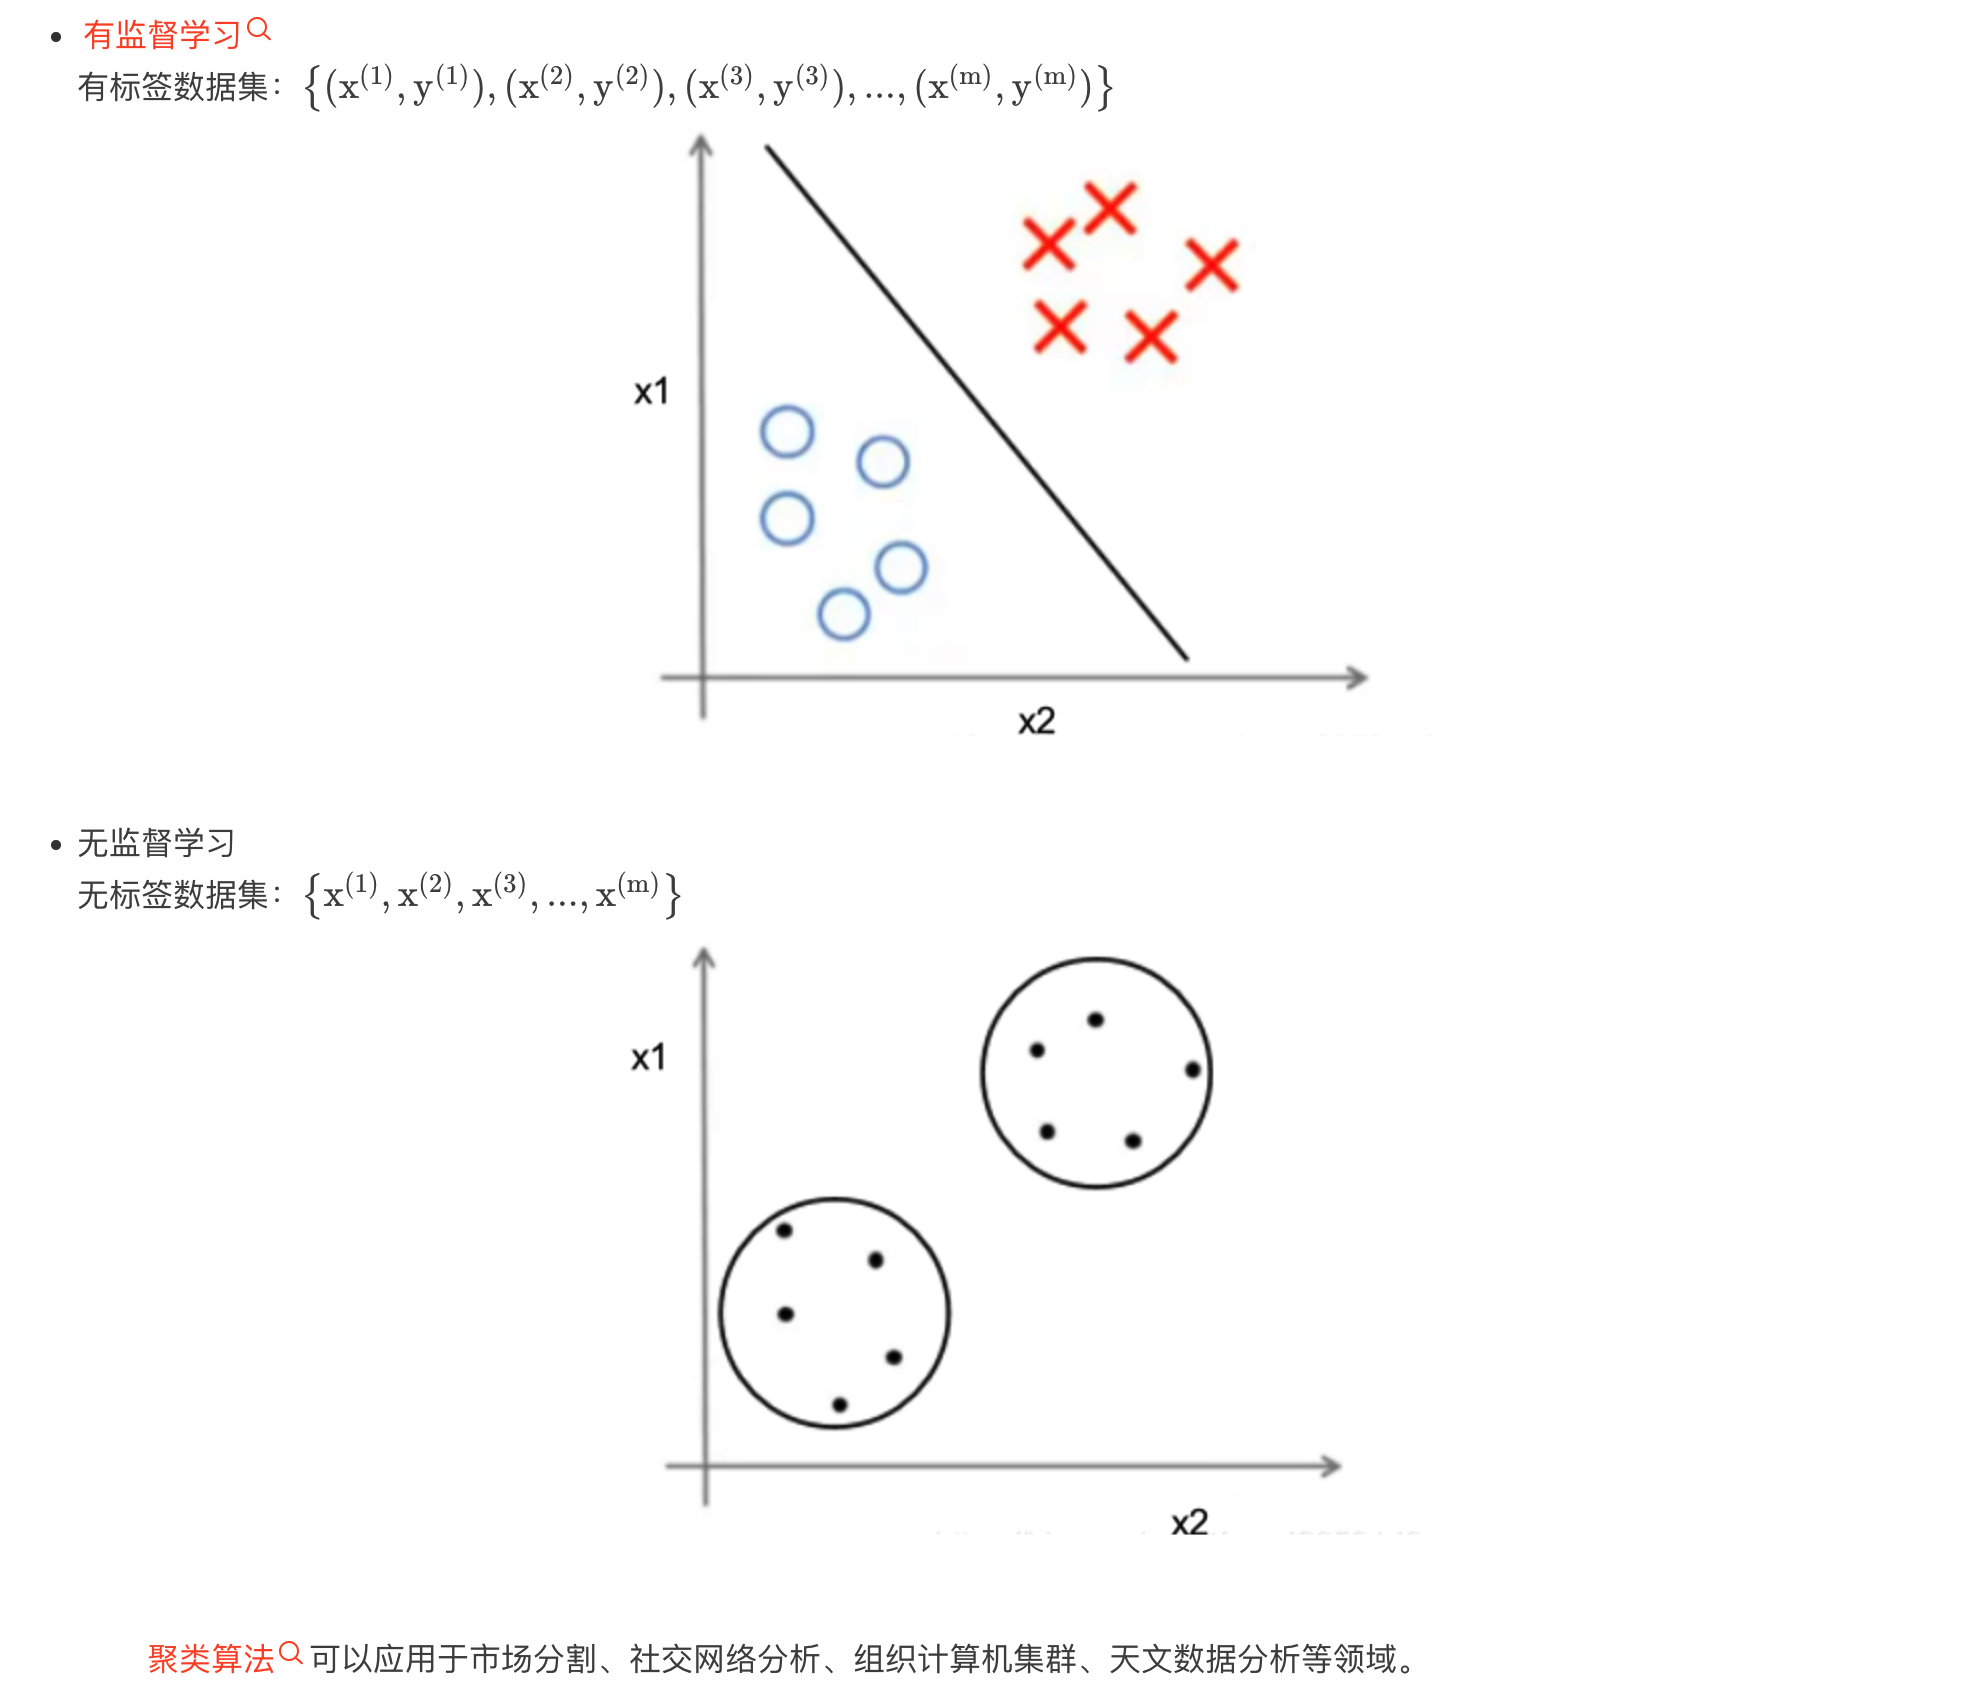 有监督学习
有标签数据集：{(x^(1), y^(1)), (x^(2), y^(2)), (x^(3), y^(3)), ..., (x^(m), y^(m))}
x1
x2
无监督学习
无标签数据集：{x^(1), x^(2), x^(3), ..., x^(m)}
x1
x2
聚类算法可以应用于市场分割、社交网络分析、组织计算机集群、天文数据分析等领域。